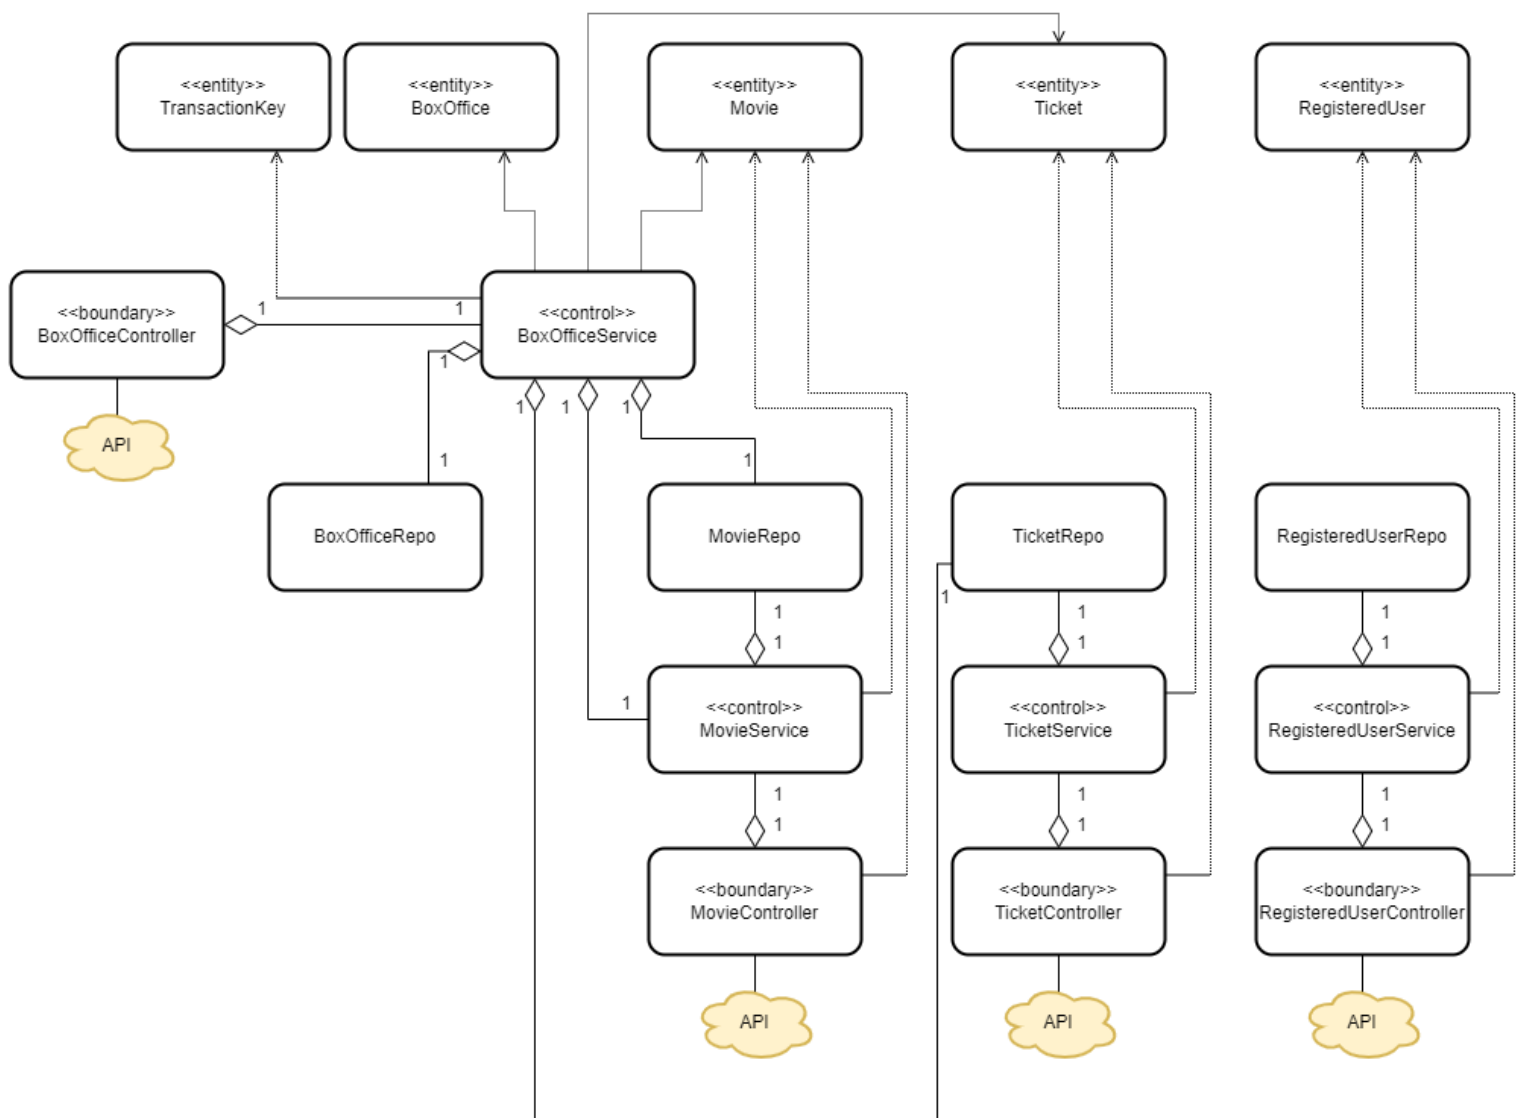 <<entity>>
TransactionKey
<<entity>>
BoxOffice
<<entity>>
Movie
<<entity>>
Ticket
<<entity>>
RegisteredUser
<<boundary>>
BoxOfficeController
1
1
<<control>>
BoxOfficeService
1
1
1
1
API
1
1
BoxOfficeRepo
MovieRepo
TicketRepo
RegisteredUserRepo
1
1
1
1
1
1
1
1
<<control>>
MovieService
<<control>>
TicketService
<<control>>
RegisteredUserService
1
1
1
1
1
1
<<boundary>>
MovieController
<<boundary>>
TicketController
<<boundary>>
RegisteredUserController
API
API
API